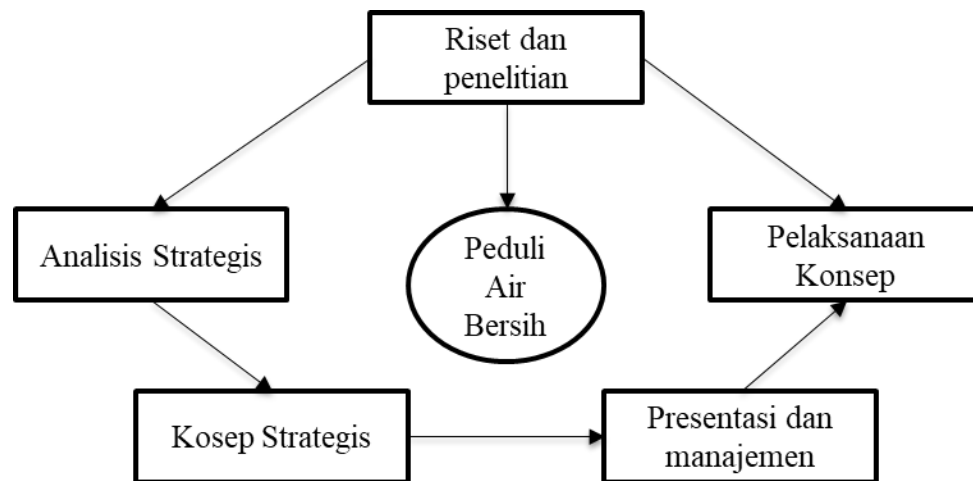 Riset dan
penelitian
Analisis Strategis
Peduli
Air
Bersih
Pelaksanaan
Konsep
Kosep Strategis
Presentasi dan
manajemen